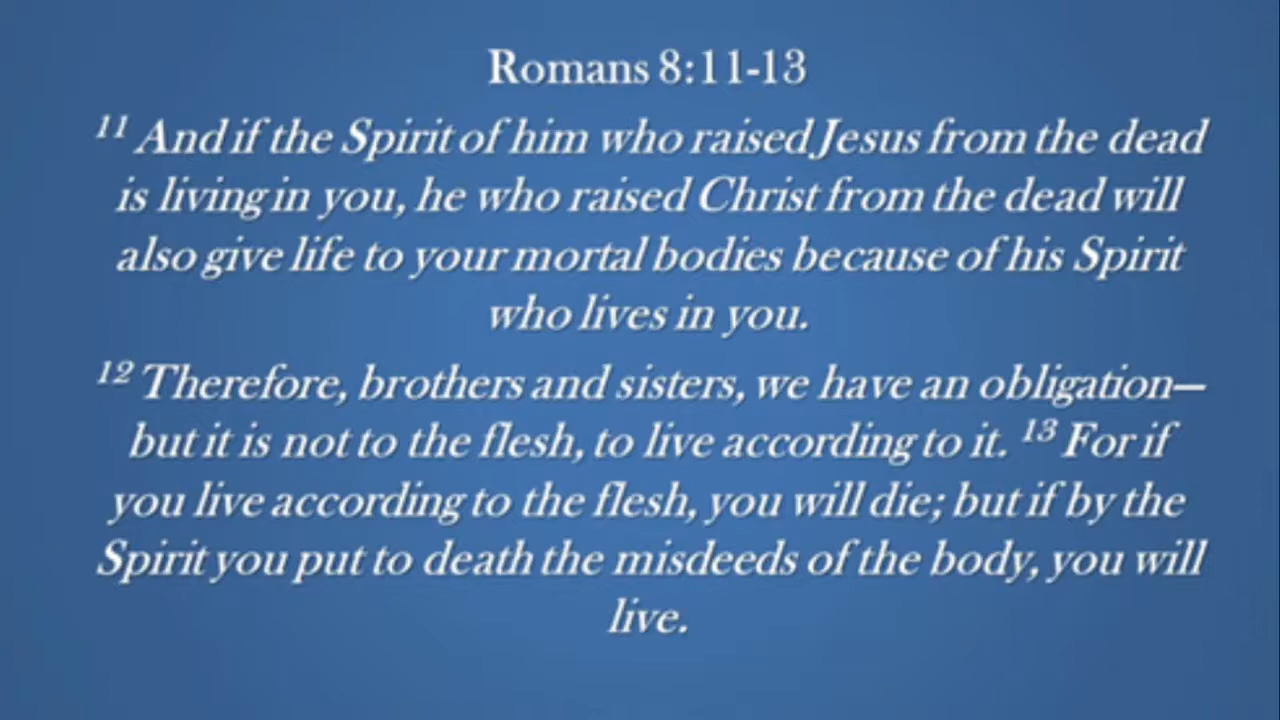 Romans 8:11-13
11 And if the Spirit of him who raised Jesus from the dead
is living in you, he who raised Christ from the dead will
also give life to your mortal bodies because of his Spirit
who lives in you.
12 Therefore, brothers and sisters, we have an obligation—
but it is not to the flesh, to live according to it. 13 For if
you live according to the flesh, you will die; but if by the
Spirit you put to death the misdeeds of the body, you will
live.